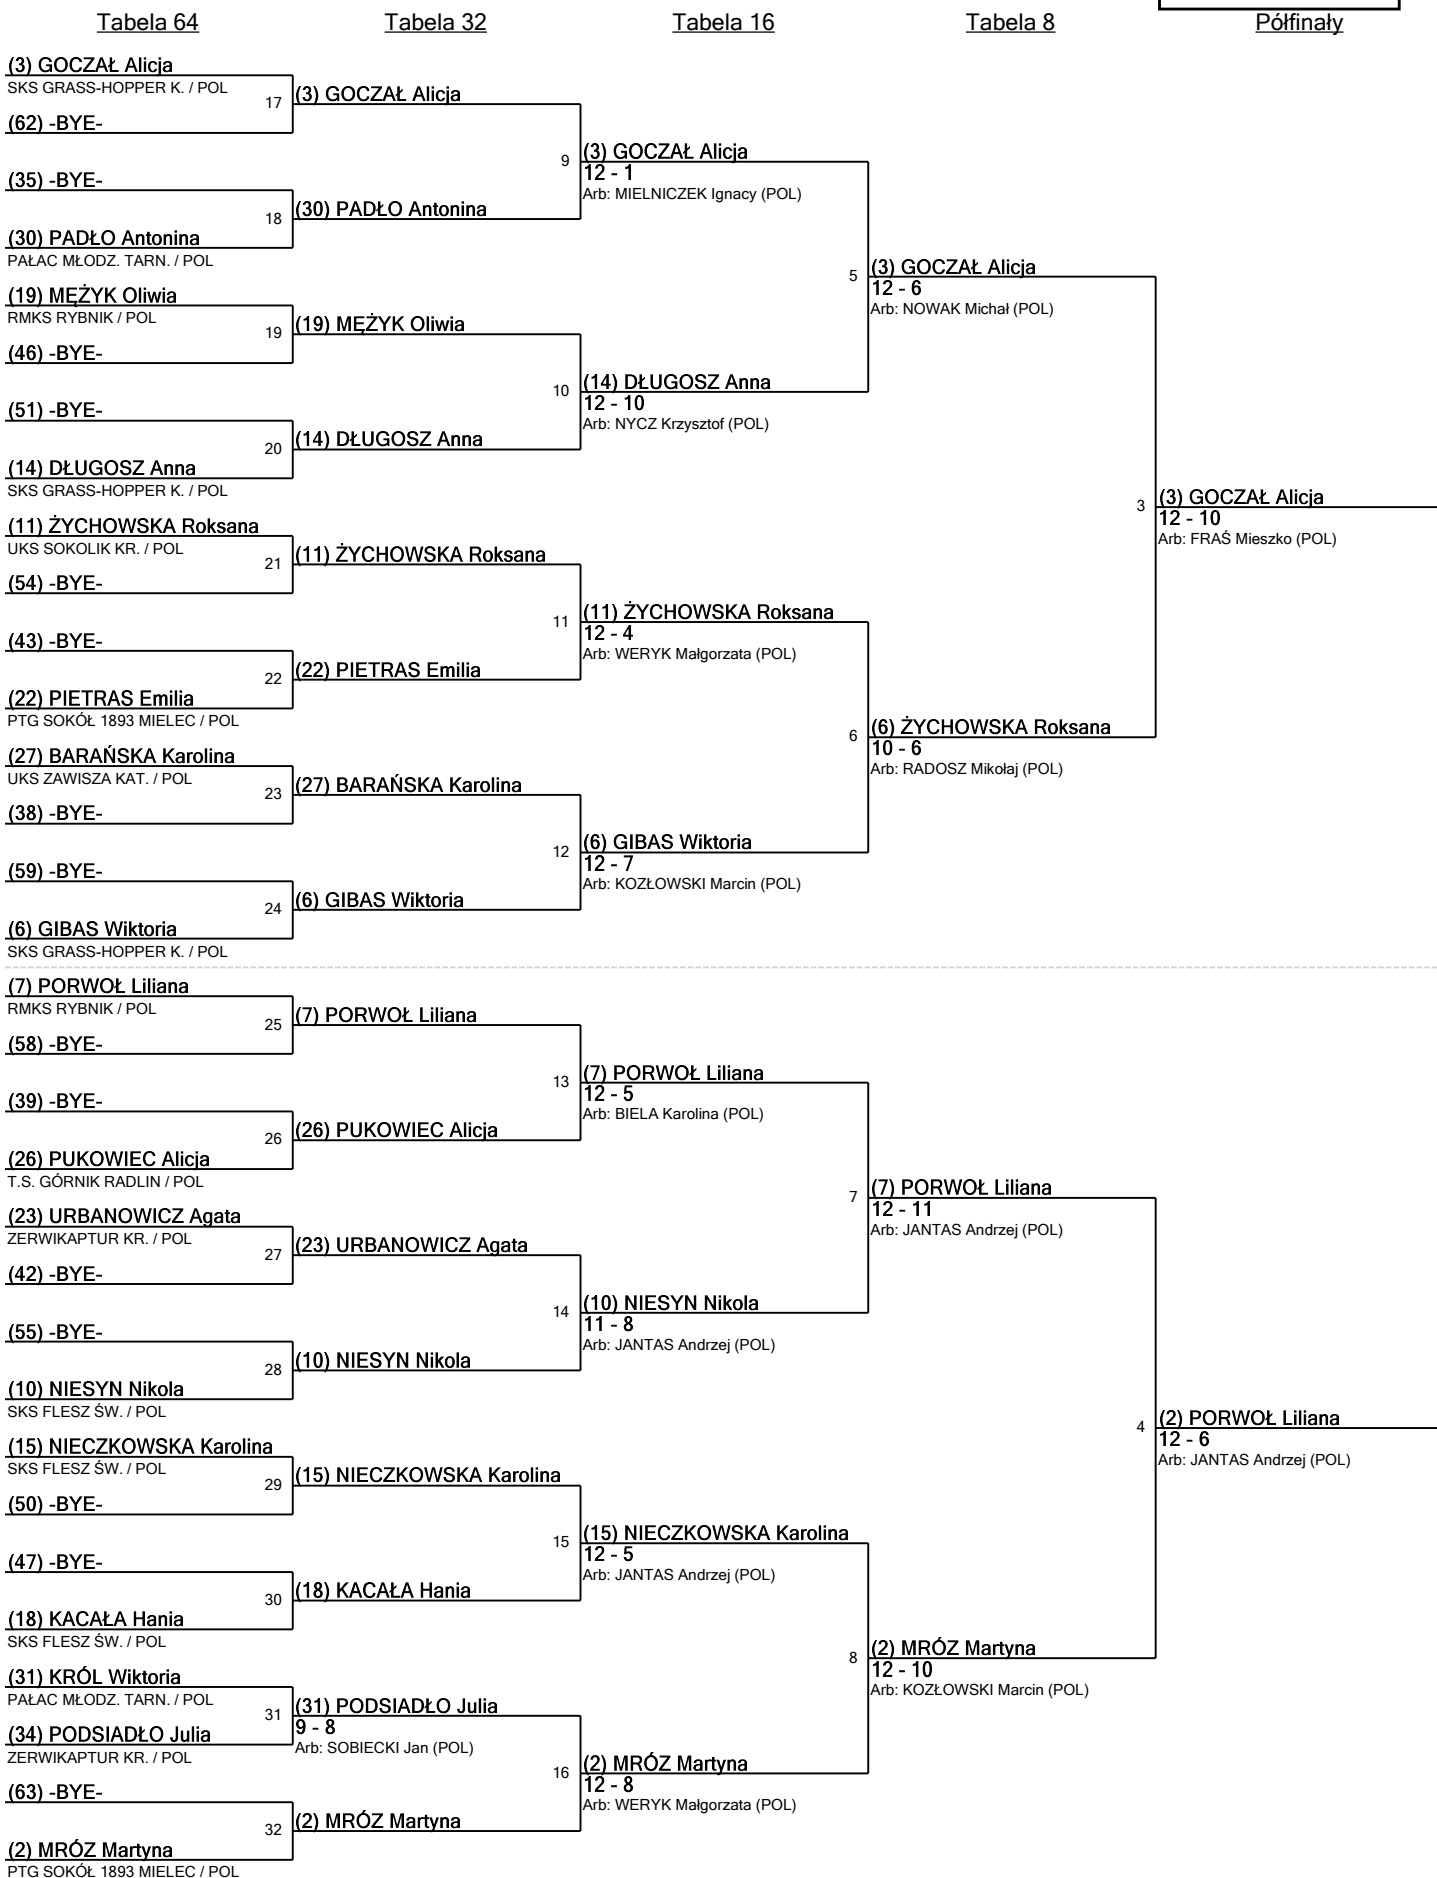 Tabela 64
Tabela 32
Tabela 16
Tabela 8
Półfinały
(3) GOCZAŁ Alicja
SKS GRASS-HOPPER K. / POL
17
(62) -BYE-
(35) -BYE-
18
(30) PADŁO Antonina
PAŁAC MŁODZ. TARN. / POL
(19) MĘŻYK Oliwia
RMKS RYBNIK / POL
19
(46) -BYE-
(51) -BYE-
20
(14) DŁUGOSZ Anna
SKS GRASS-HOPPER K. / POL
(11) ŻYCHOWSKA Roksana
UKS SOKOLIK KR. / POL
21
(54) -BYE-
(43) -BYE-
22
(22) PIETRAS Emilia
PTG SOKÓŁ 1893 MIELEC / POL
(27) BARAŃSKA Karolina
UKS ZAWISZA KAT. / POL
23
(38) -BYE-
(59) -BYE-
24
(6) GIBAS Wiktoria
SKS GRASS-HOPPER K. / POL
(7) PORWOŁ Liliana
RMKS RYBNIK / POL
25
(58) -BYE-
(39) -BYE-
26
(26) PUKOWIEC Alicja
T.S. GÓRNIK RADLIN / POL
(23) URBANOWICZ Agata
ZERWIKAPTUR KR. / POL
27
(42) -BYE-
(55) -BYE-
28
(10) NIESYN Nikola
SKS FLESZ ŚW. / POL
(15) NIECZKOWSKA Karolina
SKS FLESZ ŚW. / POL
29
(50) -BYE-
(47) -BYE-
30
(18) KACAŁA Hania
SKS FLESZ ŚW. / POL
(31) KRÓL Wiktoria
PAŁAC MŁODZ. TARN. / POL
31
(34) PODSIADŁO Julia
ZERWIKAPTUR KR. / POL
(63) -BYE-
32
(2) MRÓZ Martyna
PTG SOKÓŁ 1893 MIELEC / POL
(3) GOCZAŁ Alicja
9
(30) PADŁO Antonina
(19) MĘŻYK Oliwia
10
(14) DŁUGOSZ Anna
(11) ŻYCHOWSKA Roksana
11
(22) PIETRAS Emilia
(27) BARAŃSKA Karolina
12
(6) GIBAS Wiktoria
(7) PORWOŁ Liliana
13
(26) PUKOWIEC Alicja
(23) URBANOWICZ Agata
14
(10) NIESYN Nikola
(15) NIECZKOWSKA Karolina
15
(18) KACAŁA Hania
(31) PODSIADŁO Julia
9 - 8
Arb: SOBIECKI Jan (POL)
16
(2) MRÓZ Martyna
(3) GOCZAŁ Alicja
12 - 1
Arb: MIELNICZEK Ignacy (POL)
5
(14) DŁUGOSZ Anna
12 - 10
Arb: NYCZ Krzysztof (POL)
(11) ŻYCHOWSKA Roksana
12 - 4
Arb: WERYK Małgorzata (POL)
6
(6) GIBAS Wiktoria
12 - 7
Arb: KOZŁOWSKI Marcin (POL)
(7) PORWOŁ Liliana
12 - 5
Arb: BIELA Karolina (POL)
7
(10) NIESYN Nikola
11 - 8
Arb: JANTAS Andrzej (POL)
(15) NIECZKOWSKA Karolina
12 - 5
Arb: JANTAS Andrzej (POL)
8
(2) MRÓZ Martyna
12 - 8
Arb: WERYK Małgorzata (POL)
(3) GOCZAŁ Alicja
12 - 6
Arb: NOWAK Michał (POL)
3
(6) ŻYCHOWSKA Roksana
10 - 6
Arb: RADOSZ Mikołaj (POL)
(7) PORWOŁ Liliana
12 - 11
Arb: JANTAS Andrzej (POL)
4
(2) MRÓZ Martyna
12 - 10
Arb: KOZŁOWSKI Marcin (POL)
(3) GOCZAŁ Alicja
12 - 10
Arb: FRAŚ Mieszko (POL)
(2) PORWOŁ Liliana
12 - 6
Arb: JANTAS Andrzej (POL)